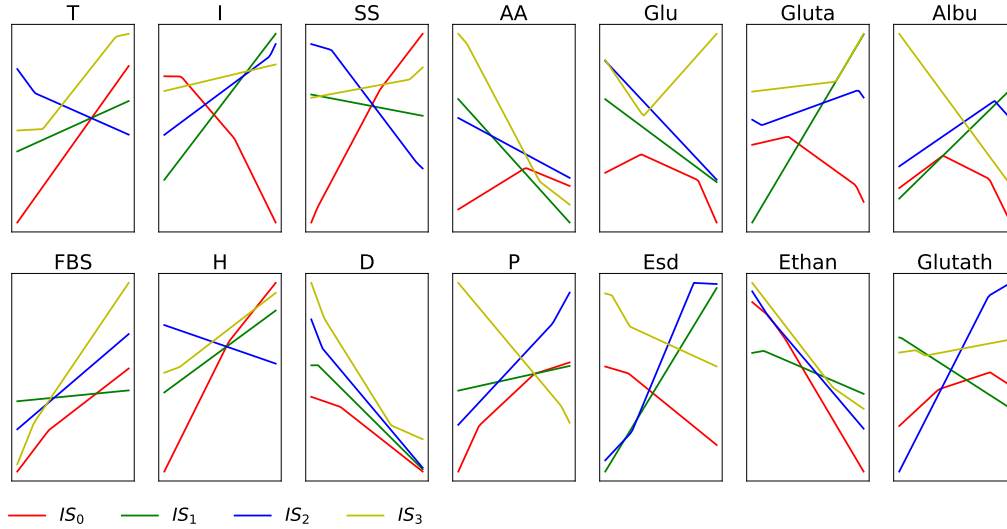 T I SS AA Glu Gluta Albu
FBS H D P Esd Ethan Glutath
IS0 IS1 IS2 IS3